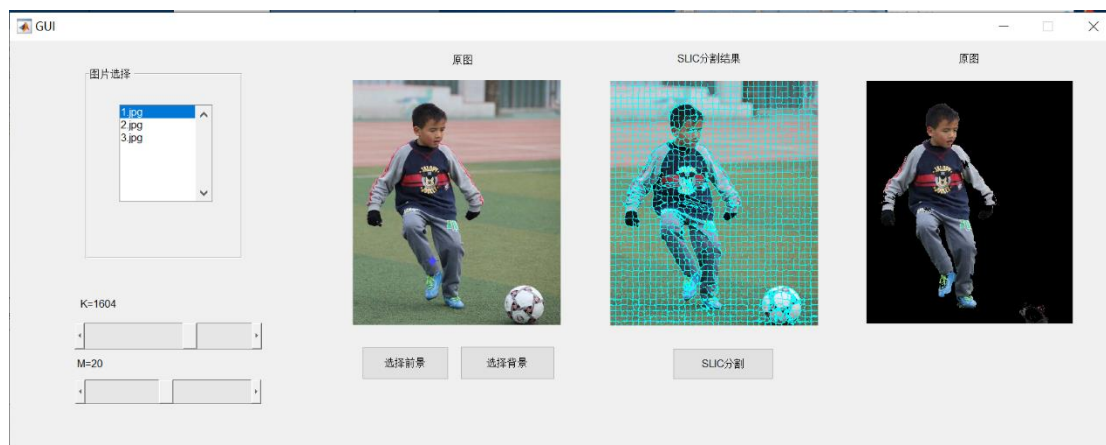 GUI
图片选择
1.jpg
2.jpg
3.jpg
K=1604
M=20
原图
选择前景
选择背景
SLIC分割结果
SLIC分割
原图